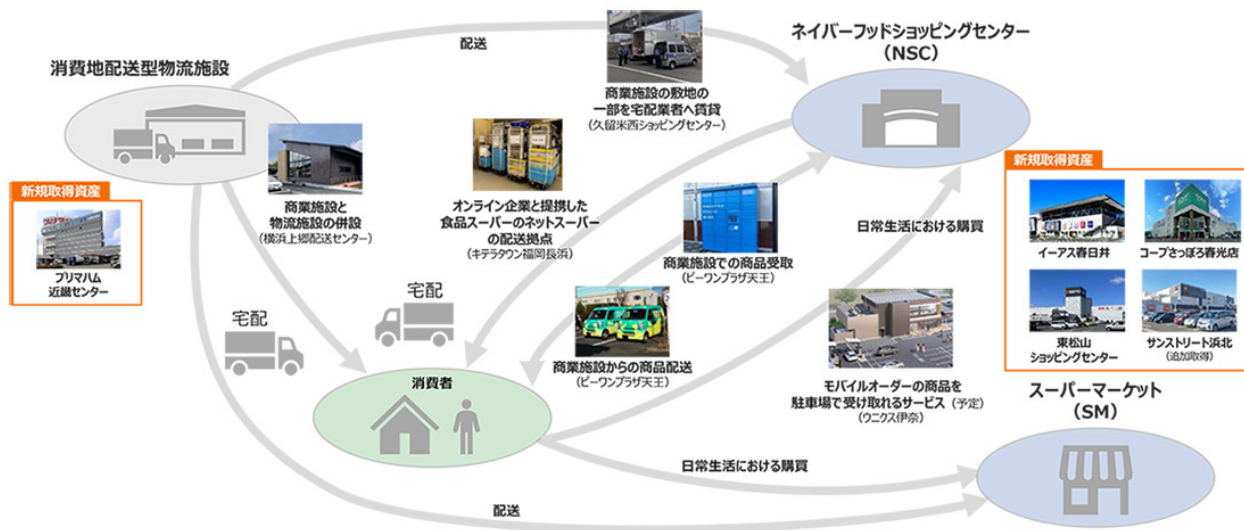 配送
ネイバーフッドショッピングセンター
（NSC）
消費地配送型物流施設
商業施設の敷地の
一部を宅配業者へ賃貸
（久留米西ショッピングセンター）
新規取得資産
プリマハム
近畿センター
商業施設と
物流施設の併設
（横浜上郷配送センター）
オンライン企業と提携した
食品スーパーのネットスーパー
の配送拠点
（キテラタウン福岡長浜）
商業施設での商品受取
（ビーワンプラザ天王）
日常生活における購買
新規取得資産
イーアス春日井
コープさっぽろ春光店
東松山
ショッピングセンター
サンストリート浜北
（追加取得）
宅配
宅配
商業施設からの商品配送
（ビーワンプラザ天王）
モバイルオーダーの商品を
駐車場で受け取れるサービス（予定）
（ウニクス伊奈）
消費者
スーパーマーケット
（SM）
日常生活における購買
配送